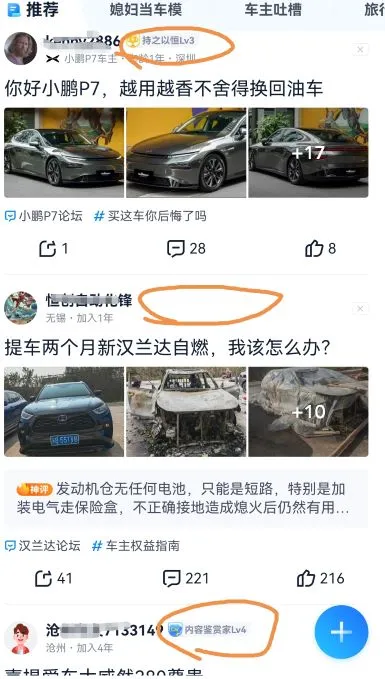 推荐
媳妇当车模
车主吐槽
旅行
持之以恒Lv3
小鹏P7车主
1年·深圳
你好小鹏P7，越用越香不舍得换回油车
+17
小鹏P7论坛 # 买这车你后悔了吗
1
28
8
无锡·加入1年
提车两个月新汉兰达自燃，我该怎么办？
+10
神评 发动机仓无任何电池，只能是短路，特别是加
装电气走保险盒，不正确接地造成熄火后仍然有用…
汉兰达论坛 # 车主权益指南
41
221
216
沧
7133149 内容鉴赏家Lv4
沧州·加入4年